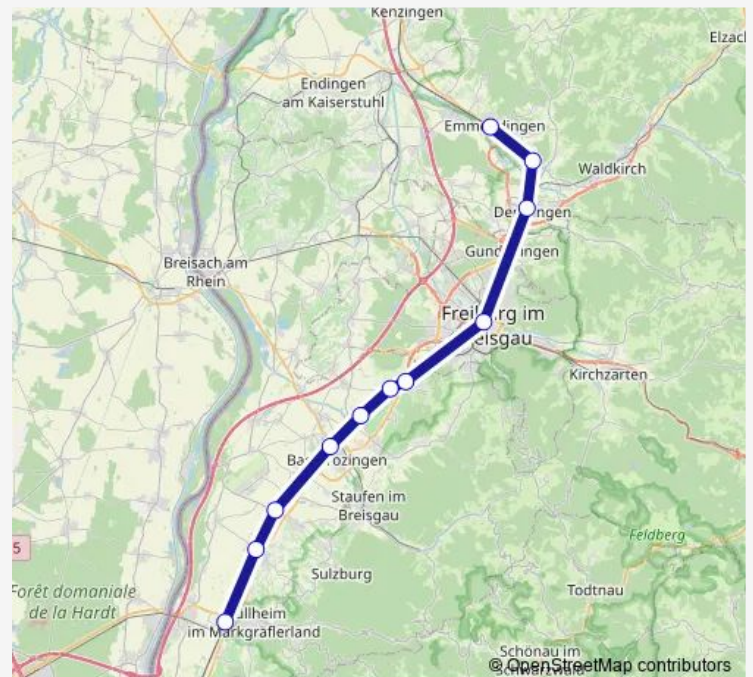 Kenzingen
Elzach
Endingen
am Kaiserstuhl
Waldkirch
Breisach am
Rhein
Kirchzarten
Staufen im
Breisgau
Feldberg
5
Sulzburg
Forêt domaniale
de la Hardt
Todtnau
im Markgräflerland
Schönau im
© OpenStreetMap contributors